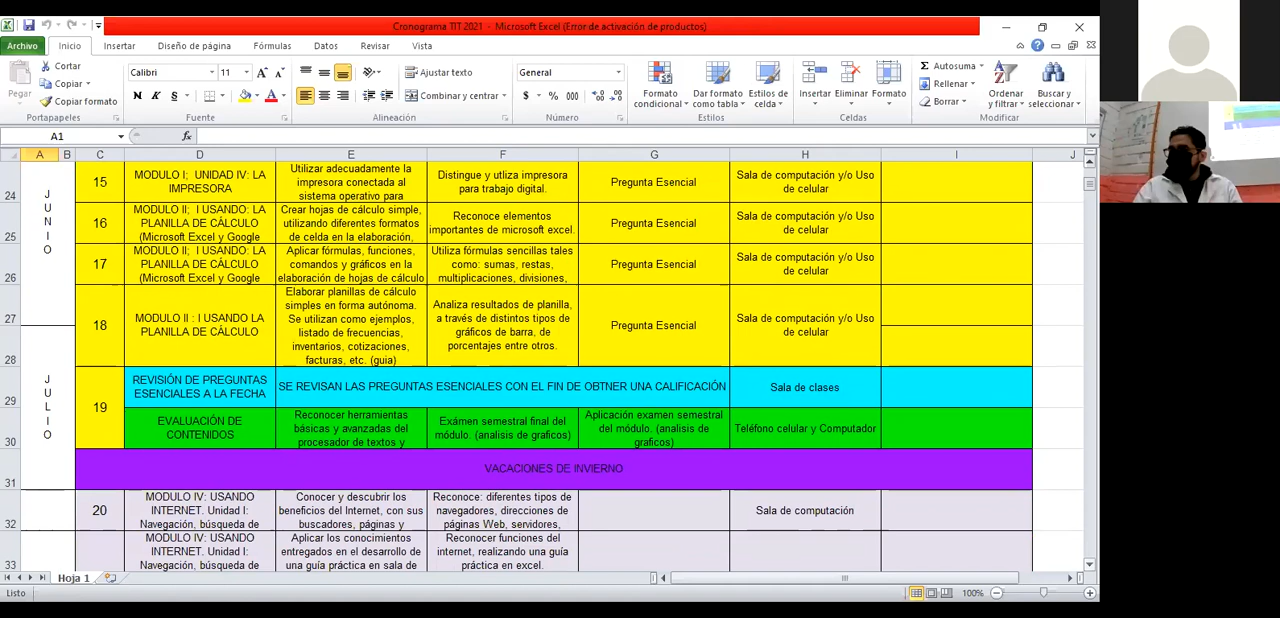 Cronograma TIT 2021 - Microsoft Excel (Error de activación de productos)
Archivo Inicio Insertar Diseño de página Fórmulas Datos Revisar Vista
Pegar
Cortar
Copiar
Copiar formato
Portapapeles
Calibri 11
N K S
Fuente
Ajustar texto
Combinar y centrar
Alineación
General
$ % 000
Número
Formato condicional
Dar formato como tabla
Estilos de celda
Estilos
Insertar Eliminar Formato
Celdas
Autosuma
Rellenar
Borrar
Ordenar y filtrar
Buscar y seleccionar
Modificar
A1 fx
A B C D E F G H I J
24
25
26
27
28
29
30
31
32
33
JUNIO
JULIO
15
MODULO I; UNIDAD IV: LA
IMPRESORA
Utilizar adecuadamente la
impresora conectada al
sistema operativo para
Distingue y utliza impresora
para trabajo digital.
Pregunta Esencial
Sala de computación y/o Uso
de celular
16
MODULO II; I USANDO: LA
PLANILLA DE CÁLCULO
(Microsoft Excel y Google
Crear hojas de cálculo simple,
utilizando diferentes formatos
de celda en la elaboración,
Reconoce elementos
importantes de microsoft excel.
Pregunta Esencial
Sala de computación y/o Uso
de celular
17
MODULO II; I USANDO: LA
PLANILLA DE CÁLCULO
(Microsoft Excel y Google
Aplicar fórmulas, funciones,
comandos y gráficos en la
elaboración de hojas de cálculo
Utiliza fórmulas sencillas tales
como: sumas, restas,
multiplicaciones, divisiones,
Pregunta Esencial
Sala de computación y/o Uso
de celular
18
MODULO II : I USANDO LA
PLANILLA DE CÁLCULO
Elaborar planillas de cálculo
simples en forma autónoma.
Se utilizan como ejemplos,
listado de frecuencias,
inventarios, cotizaciones,
facturas, etc. (guia)
Analiza resultados de planilla,
a través de distintos tipos de
gráficos de barra, de
porcentajes entre otros.
Pregunta Esencial
Sala de computación y/o Uso
de celular
19
REVISIÓN DE PREGUNTAS
ESENCIALES A LA FECHA
SE REVISAN LAS PREGUNTAS ESENCIALES CON EL FIN DE OBTNER UNA CALIFICACIÓN
Sala de clases
EVALUACIÓN DE
CONTENIDOS
Reconocer herramientas
básicas y avanzadas del
procesador de textos y
Exámen semestral final del
módulo. (analisis de graficos)
Aplicación examen semestral
del módulo. (analisis de
graficos)
Teléfono celular y Computador
VACACIONES DE INVIERNO
20
MODULO IV: USANDO
INTERNET. Unidad I:
Navegación, búsqueda de
Conocer y descubrir los
beneficios del Internet, con sus
buscadores, páginas y
Reconoce: diferentes tipos de
navegadores, direcciones de
páginas Web, servidores,
Sala de computación
MODULO IV: USANDO
INTERNET. Unidad I:
Navegación, búsqueda de
Aplicar los conocimientos
entregados en el desarrollo de
una guía práctica en sala de
Reconocer funciones del
internet, realizando una guía
práctica en excel.
Hoja 1
Listo 100%